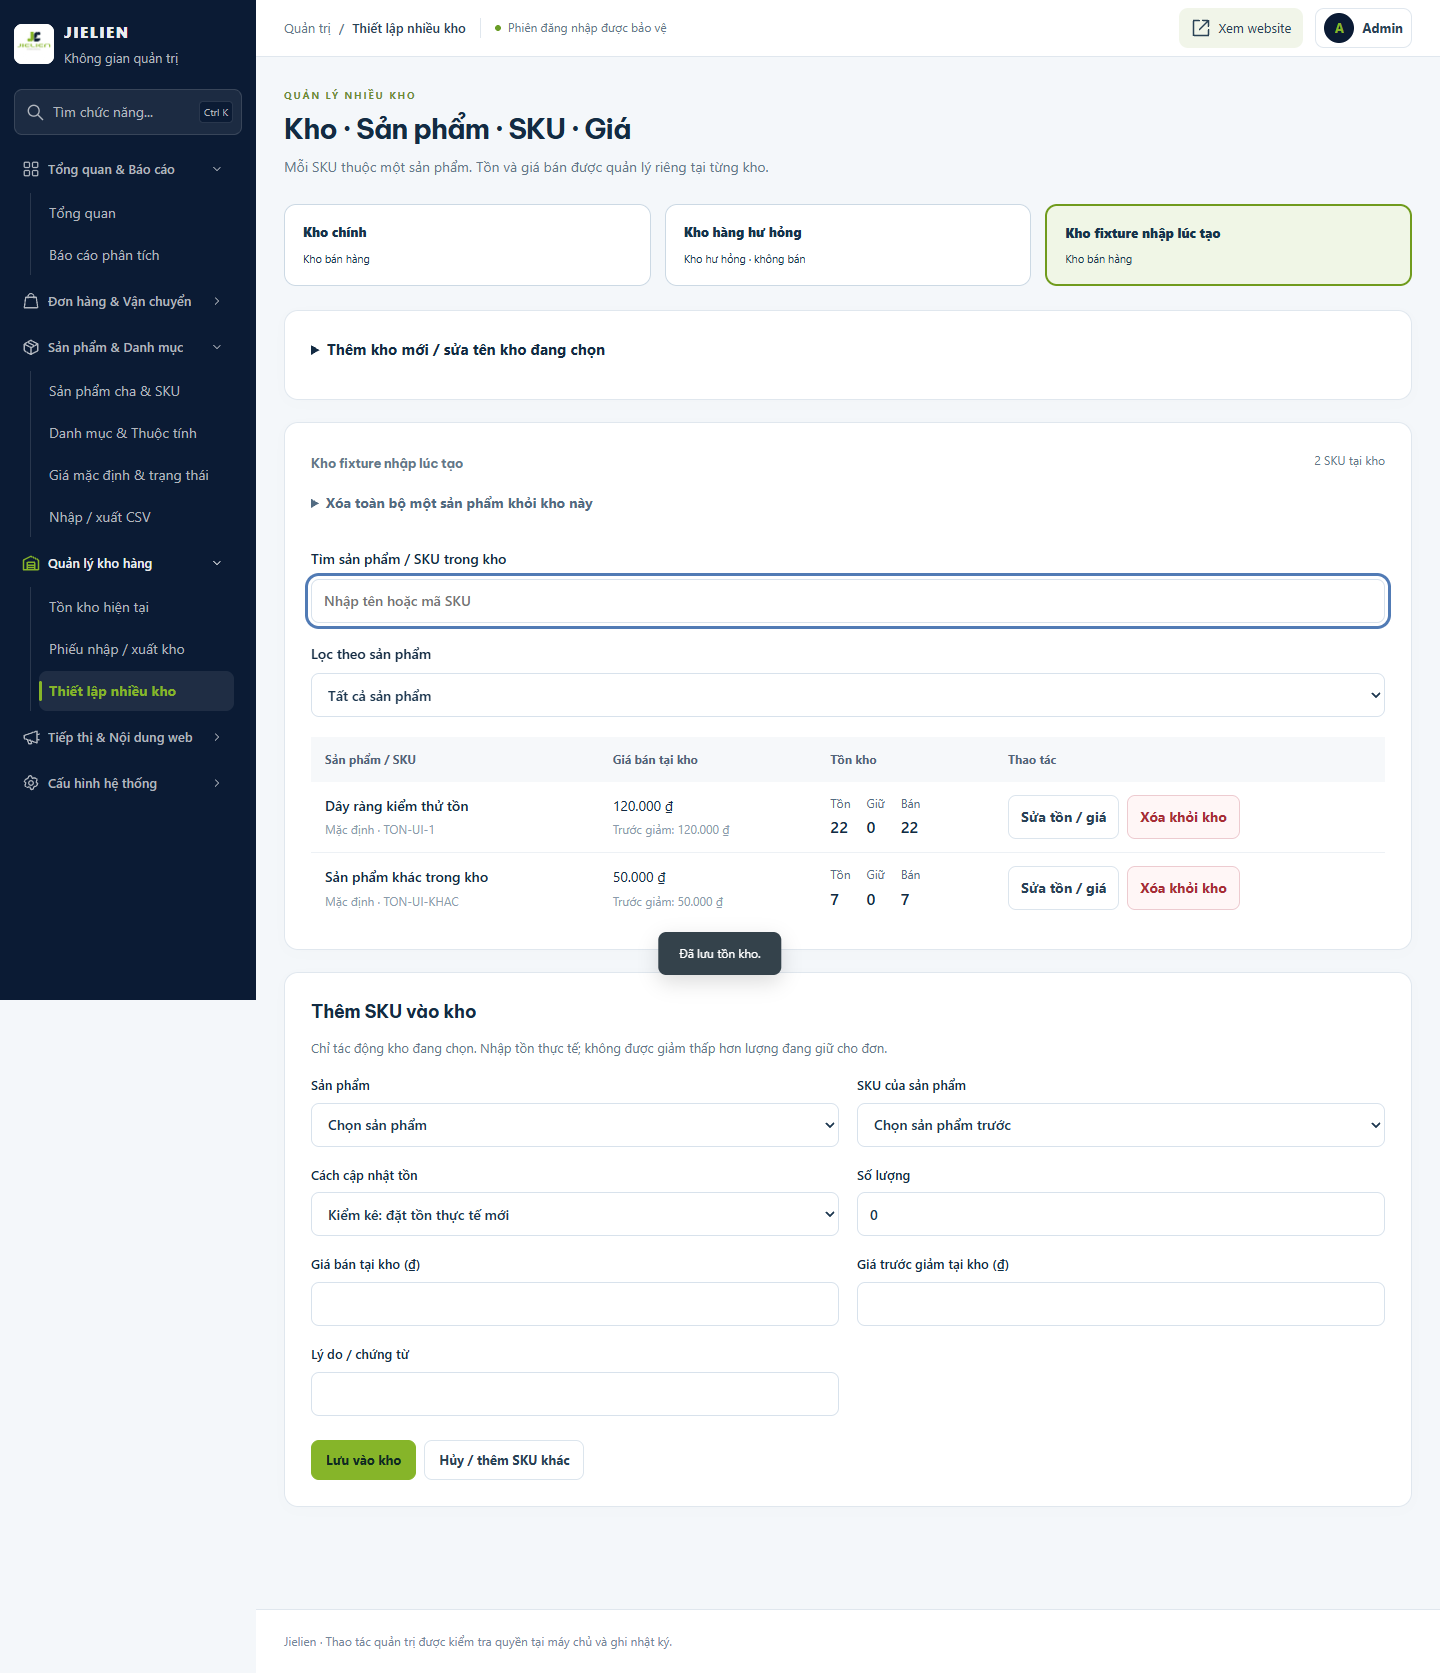 JC
JIELIEN
JIELIEN
Không gian quản trị
Tìm chức năng...
Ctrl K
Tổng quan & Báo cáo
Tổng quan
Báo cáo phân tích
Đơn hàng & Vận chuyển
Sản phẩm & Danh mục
Sản phẩm cha & SKU
Danh mục & Thuộc tính
Giá mặc định & trạng thái
Nhập / xuất CSV
Quản lý kho hàng
Tồn kho hiện tại
Phiếu nhập / xuất kho
Thiết lập nhiều kho
Tiếp thị & Nội dung web
Cấu hình hệ thống
Quản trị / Thiết lập nhiều kho
Phiên đăng nhập được bảo vệ
Xem website
A Admin
QUẢN LÝ NHIỀU KHO
Kho · Sản phẩm · SKU · Giá
Mỗi SKU thuộc một sản phẩm. Tồn và giá bán được quản lý riêng tại từng kho.
Kho chính
Kho bán hàng
Kho hàng hư hỏng
Kho hư hỏng · không bán
Kho fixture nhập lúc tạo
Kho bán hàng
Thêm kho mới / sửa tên kho đang chọn
Kho fixture nhập lúc tạo
2 SKU tại kho
Xóa toàn bộ một sản phẩm khỏi kho này
Tìm sản phẩm / SKU trong kho
Nhập tên hoặc mã SKU
Lọc theo sản phẩm
Tất cả sản phẩm
Sản phẩm / SKU Giá bán tại kho Tồn kho Thao tác
Dây ràng kiểm thử tồn
Mặc định · TON-UI-1
120.000 ₫
Trước giảm: 120.000 ₫
Tồn Giữ Bán
22 0 22
Sửa tồn / giá Xóa khỏi kho
Sản phẩm khác trong kho
Mặc định · TON-UI-KHAC
50.000 ₫
Trước giảm: 50.000 ₫
Tồn Giữ Bán
7 0 7
Sửa tồn / giá Xóa khỏi kho
Đã lưu tồn kho.
Thêm SKU vào kho
Chỉ tác động kho đang chọn. Nhập tồn thực tế; không được giảm thấp hơn lượng đang giữ cho đơn.
Sản phẩm
Chọn sản phẩm
SKU của sản phẩm
Chọn sản phẩm trước
Cách cập nhật tồn
Kiểm kê: đặt tồn thực tế mới
Số lượng
0
Giá bán tại kho (₫)
Giá trước giảm tại kho (₫)
Lý do / chứng từ
Lưu vào kho
Hủy / thêm SKU khác
Jielien · Thao tác quản trị được kiểm tra quyền tại máy chủ và ghi nhật ký.